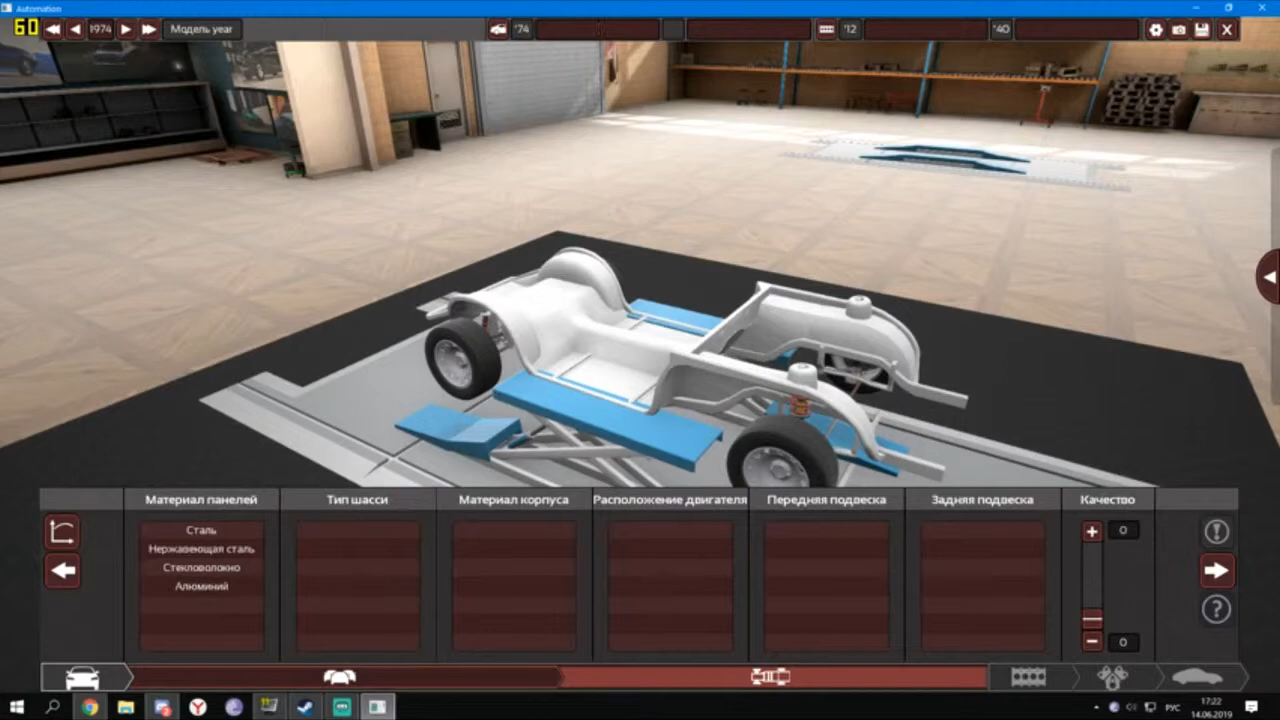 Automation
60
1974
Модель year
'74
'12
'40
Материал панелей
Тип шасси
Материал корпуса
Расположение двигателя
Передняя подвеска
Задняя подвеска
Качество
Сталь
Нержавеющая сталь
Стекловолокно
Алюминий
0
0
РУС
17:22
14.06.2019